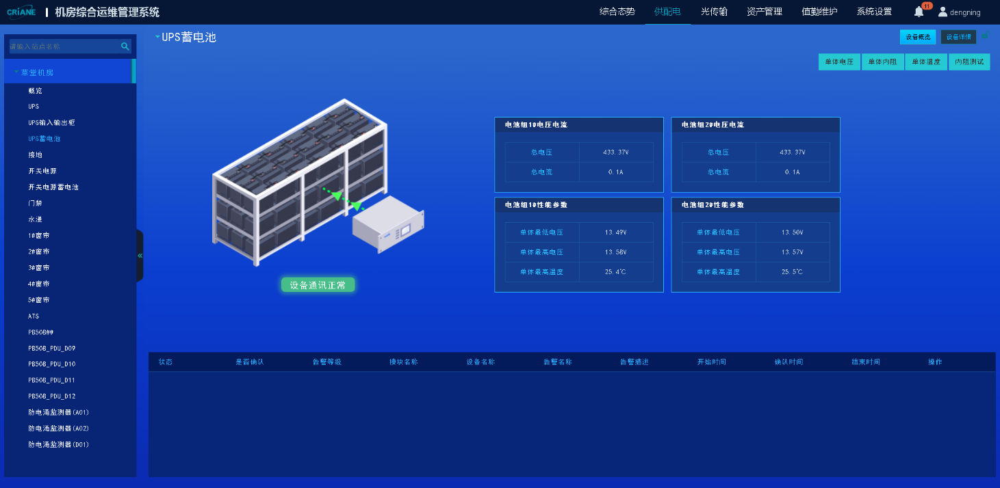 CRIANE 机房综合运维管理系统 综合态势 供配电 光传输 资产管理 值勤维护 系统设置 11 dengning
请输入站点名称
草堂机房
概览
UPS
UPS输入输出柜
UPS蓄电池
接地
开关电源
开关电源蓄电池
门禁
水浸
1#窗帘
2#窗帘
3#窗帘
4#窗帘
5#窗帘
ATS
PB50B##
PB50B_PDU_D09
PB50B_PDU_D10
PB50B_PDU_D11
PB50B_PDU_D12
防电涌监测器(A01)
防电涌监测器(A02)
防电涌监测器(D01)
«
UPS蓄电池
设备概览 设备详情
单体电压 单体内阻 单体温度 内阻测试
设备通讯正常
电池组1#电压电流
总电压 433.37V
总电流 0.1A
电池组2#电压电流
总电压 433.37V
总电流 0.1A
电池组1#性能参数
单体最低电压 13.49V
单体最高电压 13.58V
单体最高温度 25.4℃
电池组2#性能参数
单体最低电压 13.50V
单体最高电压 13.57V
单体最高温度 25.5℃
状态 是否确认 告警等级 模块名称 设备名称 告警名称 告警描述 开始时间 确认时间 结束时间 操作